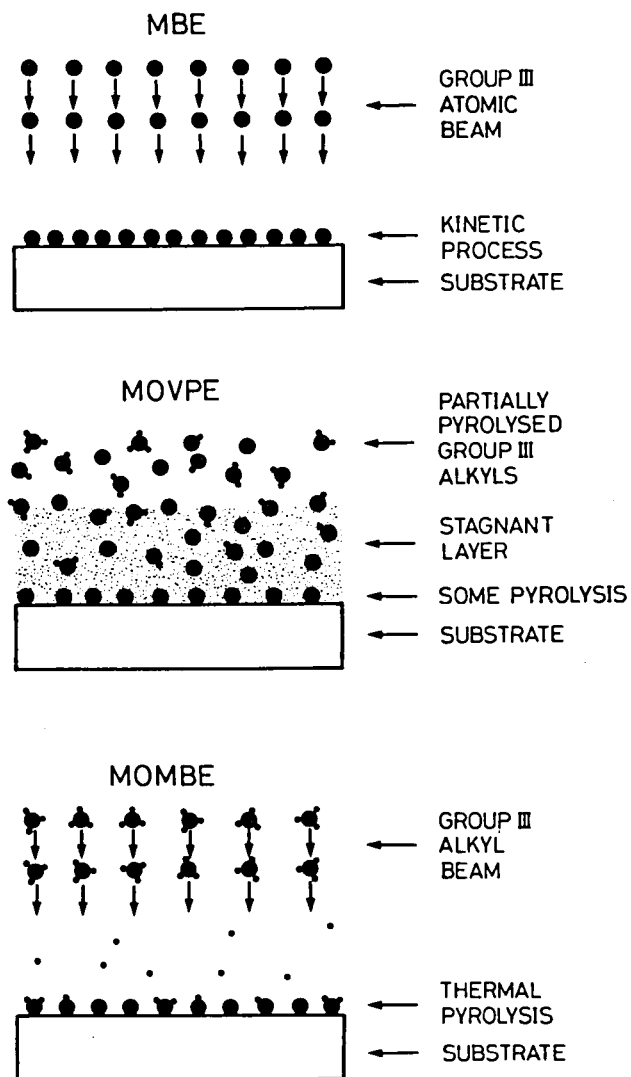 MBE
GROUP III
ATOMIC
BEAM
KINETIC
PROCESS
SUBSTRATE
MOVPE
PARTIALLY
PYROLYSED
GROUP III
ALKYLS
STAGNANT
LAYER
SOME PYROLYSIS
SUBSTRATE
MOMBE
GROUP III
ALKYL
BEAM
THERMAL
PYROLYSIS
SUBSTRATE